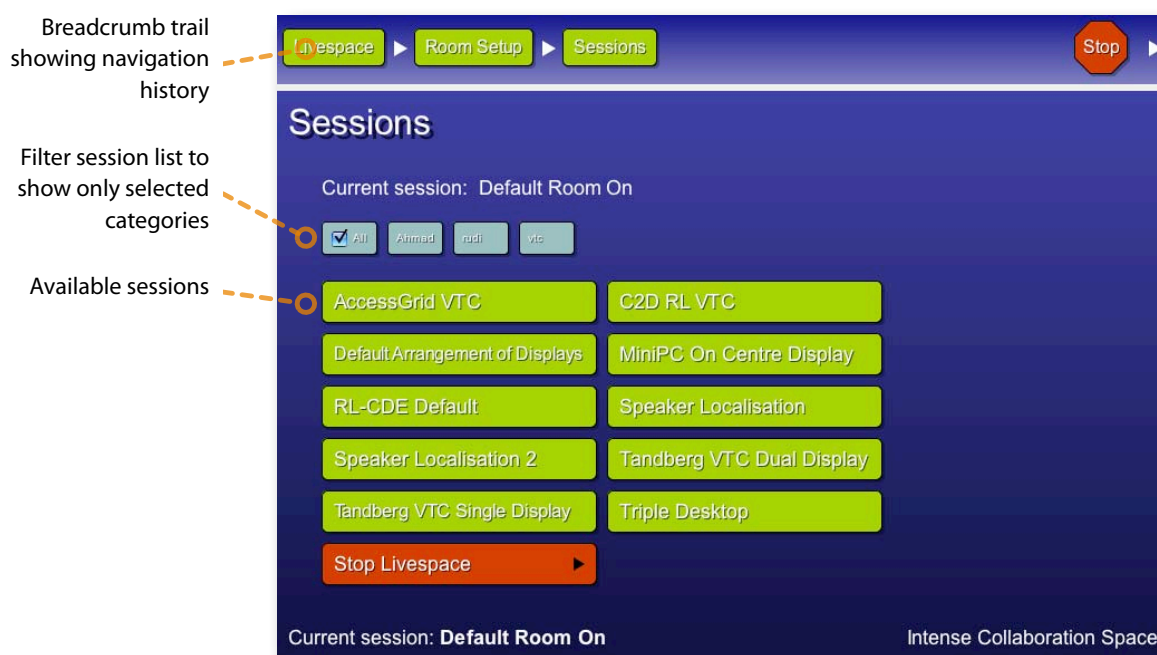 Breadcrumb trail
showing navigation
history
Livespace Room Setup Sessions Stop
Sessions
Filter session list to
show only selected
categories
Current session: Default Room On
All Ahmad rudi vtc
Available sessions
AccessGrid VTC C2D RL VTC
Default Arrangement of Displays MiniPC On Centre Display
RL-CDE Default Speaker Localisation
Speaker Localisation 2 Tandberg VTC Dual Display
Tandberg VTC Single Display Triple Desktop
Stop Livespace
Current session: Default Room On Intense Collaboration Space